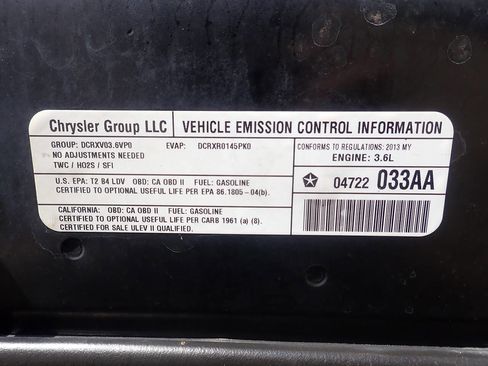 Chrysler Group LLC VEHICLE EMISSION CONTROL INFORMATION
GROUP: DCRXV03.6VP0 EVAP: DCRXR0145PK0
NO ADJUSTMENTS NEEDED
TWC / HO2S / SFI
CONFORMS TO REGULATIONS: 2013 MY
ENGINE: 3.6L
U.S. EPA: T2 B4 LDV OBD: CA OBD II FUEL: GASOLINE
CERTIFIED TO OPTIONAL USEFUL LIFE PER EPA 86.1805 - 04(b).
04722 033AA
CALIFORNIA: OBD: CA OBD II FUEL: GASOLINE
CERTIFIED TO OPTIONAL USEFUL LIFE PER CARB 1961 (a) (8).
CERTIFIED FOR SALE ULEV II QUALIFIED.